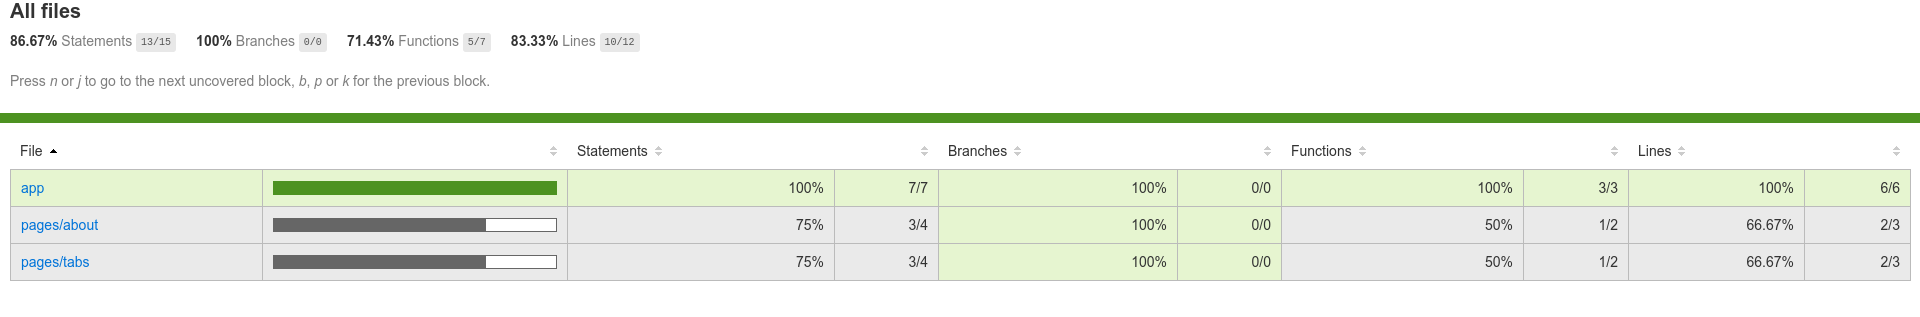 All files
86.67% Statements 13/15 100% Branches 0/0 71.43% Functions 5/7 83.33% Lines 10/12
Press n or j to go to the next uncovered block, b, p or k for the previous block.
File Statements Branches Functions Lines
app 100% 7/7 100% 0/0 100% 3/3 100% 6/6
pages/about 75% 3/4 100% 0/0 50% 1/2 66.67% 2/3
pages/tabs 75% 3/4 100% 0/0 50% 1/2 66.67% 2/3